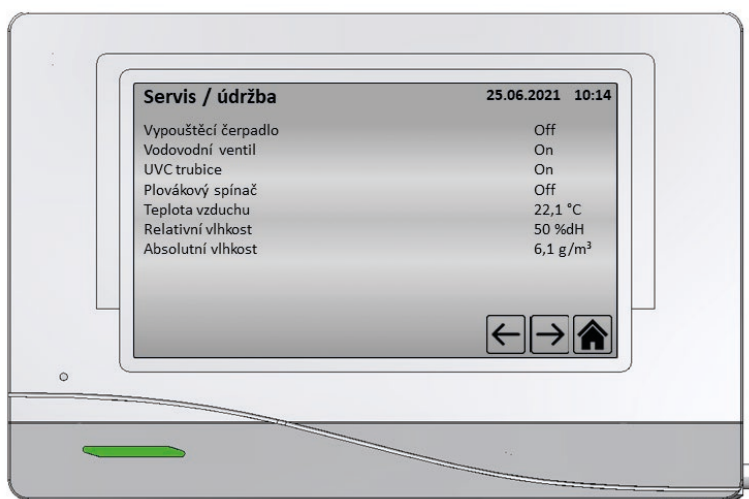 Servis / údržba 25.06.2021 10:14
Vypouštěcí čerpadlo Off
Vodovodní ventil On
UVC trubice On
Plovákový spínač Off
Teplota vzduchu 22,1 °C
Relativní vlhkost 50 %dH
Absolutní vlhkost 6,1 g/m³